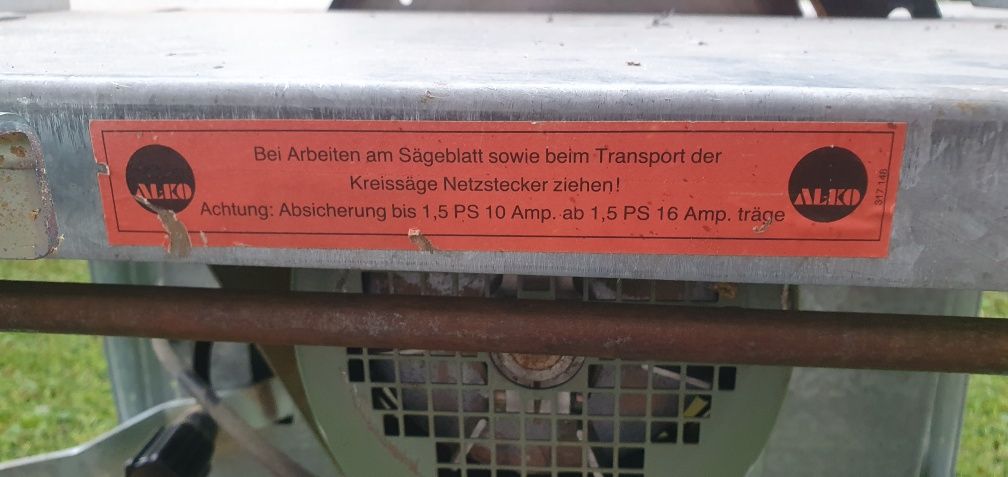 Bei Arbeiten am Sägeblatt sowie beim Transport der
Kreissäge Netzstecker ziehen!
Achtung: Absicherung bis 1,5 PS 10 Amp. ab 1,5 PS 16 Amp. träge
AL-KO
AL-KO
317 146